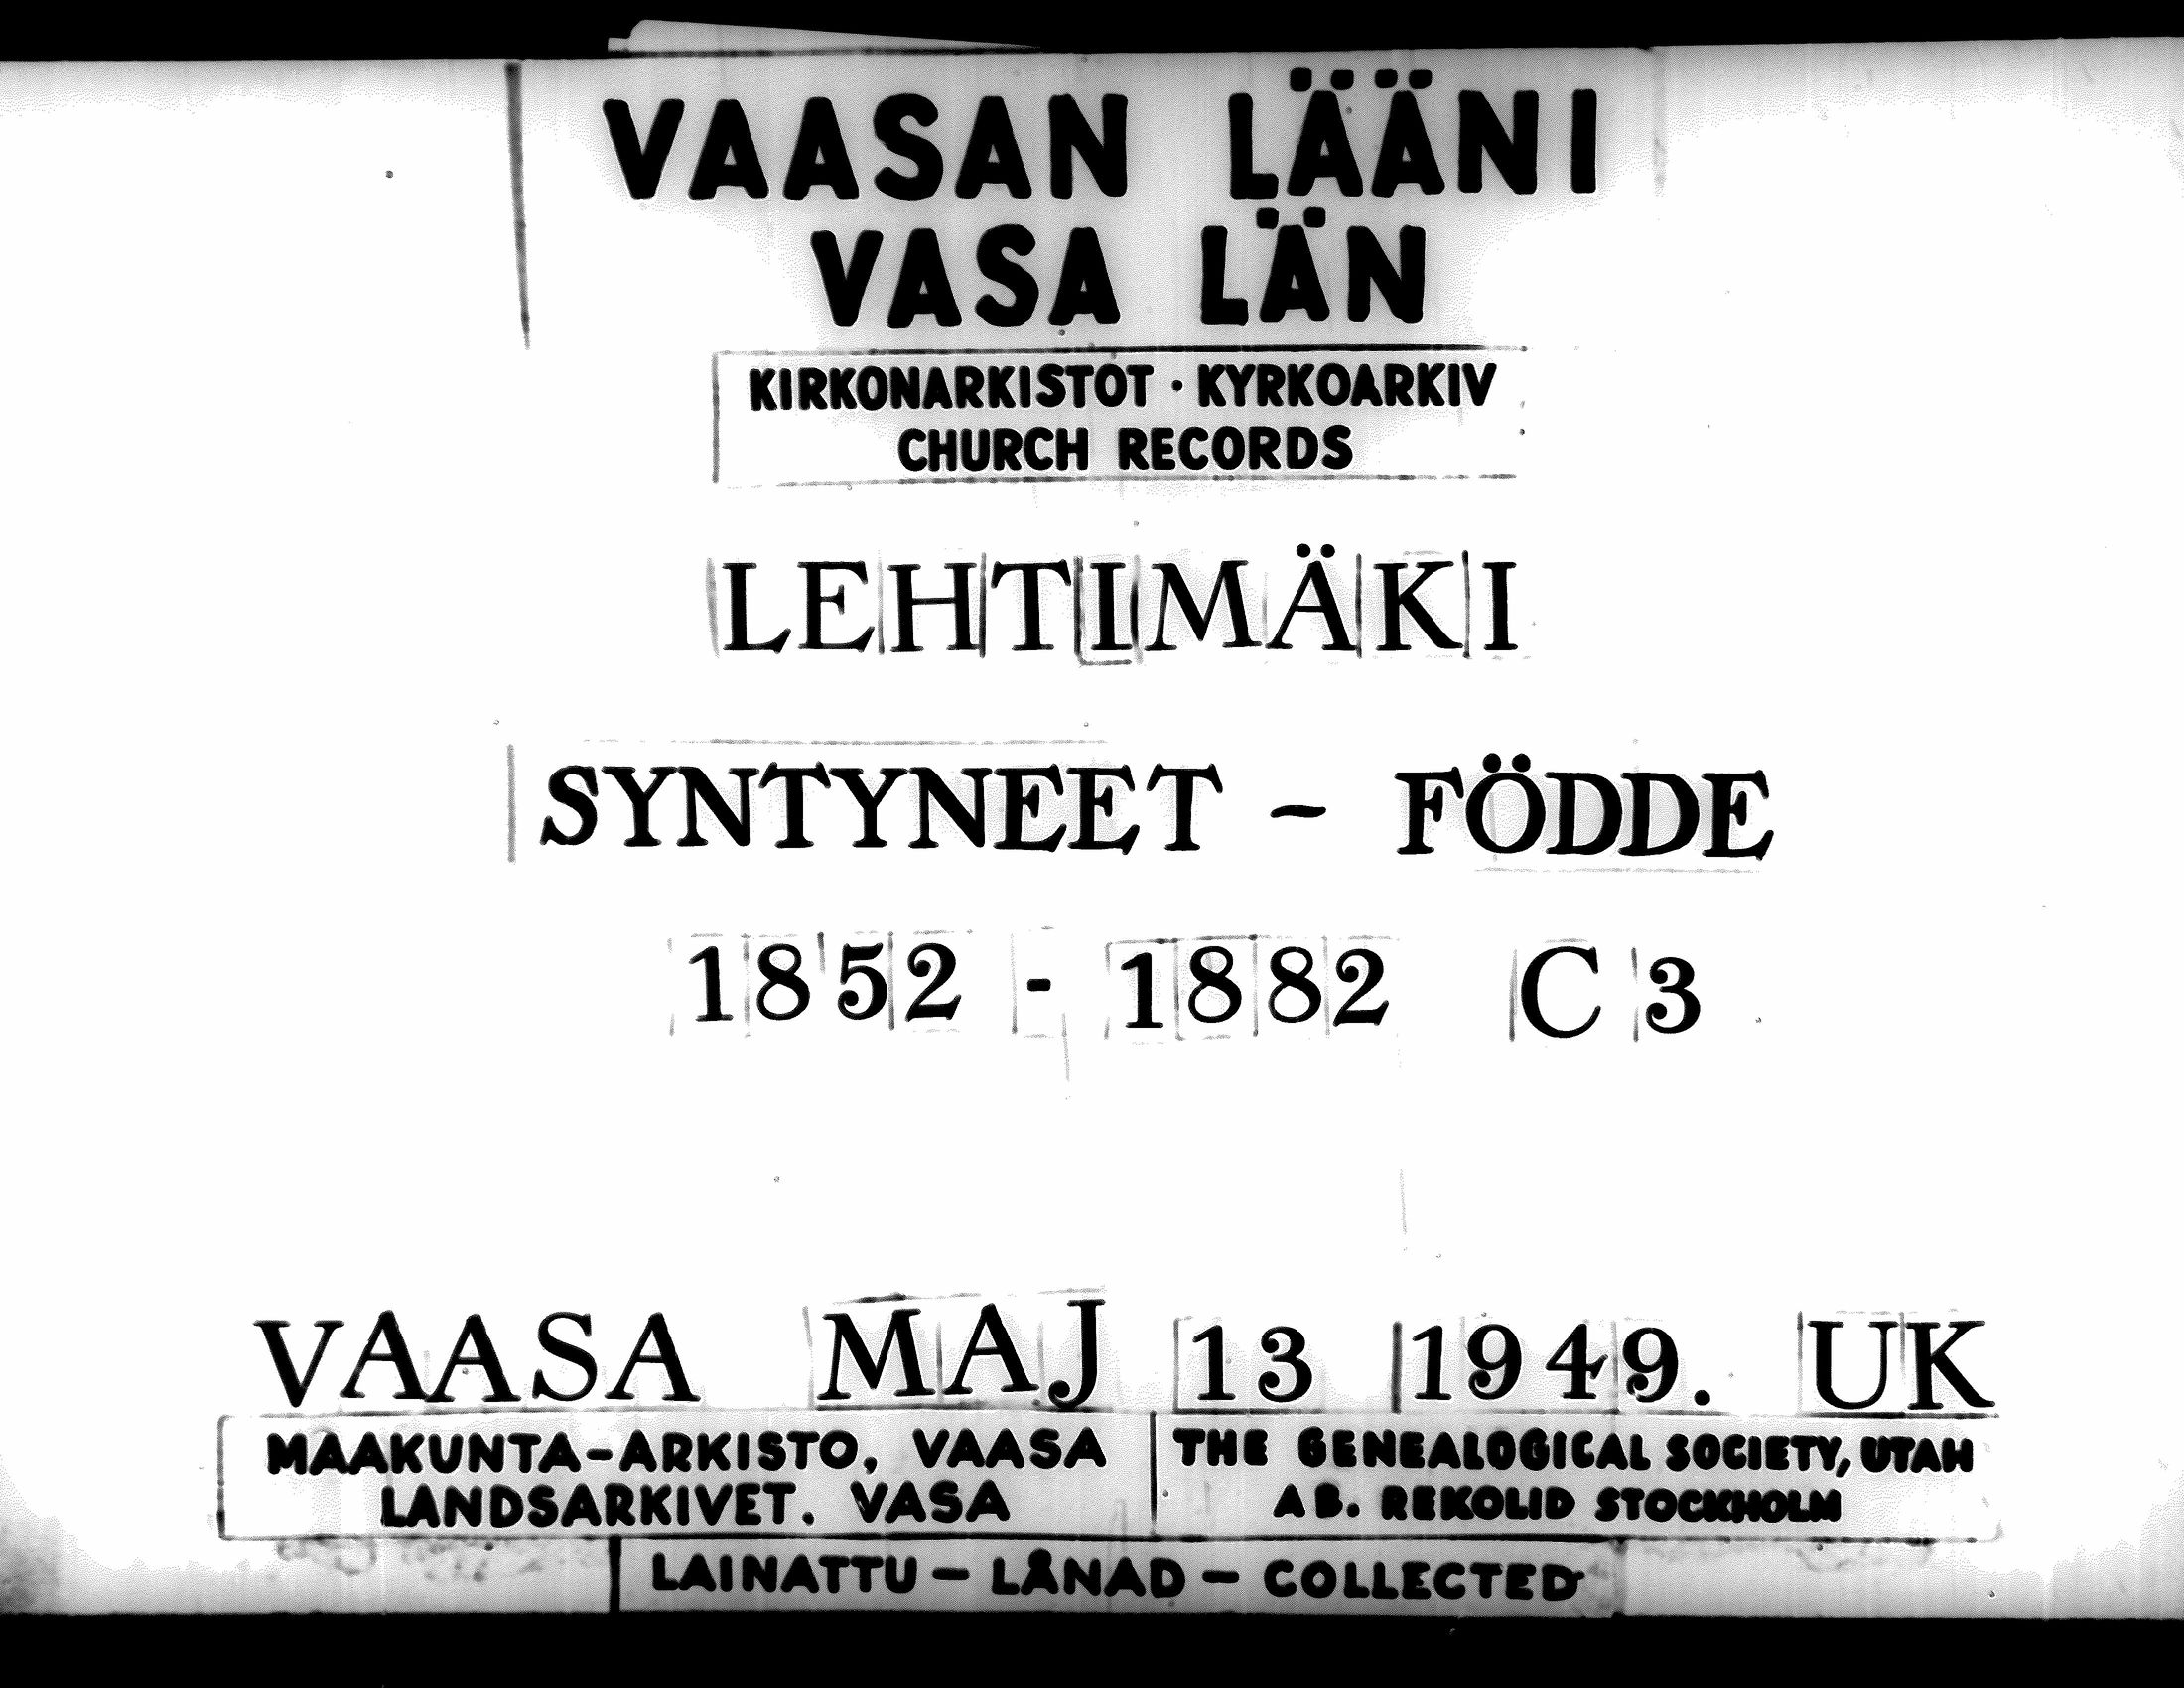 VAASAN LÄÄNI
VASA LÄN
KIRKONARKISTOT · KYRKOARKIV
CHURCH RECORDS
LEHTIMÄKI
SYNTYNEET - FÖDDE
1852 - 1882 C 3
VAASA MAJ 13 1949. UK
MAAKUNTA-ARKISTO, VAASA
LANDSARKIVET. VASA
THE GENEALOGICAL SOCIETY, UTAH
AB. REKOLID STOCKHOLM
LAINATTU - LÅNAD - COLLECTED